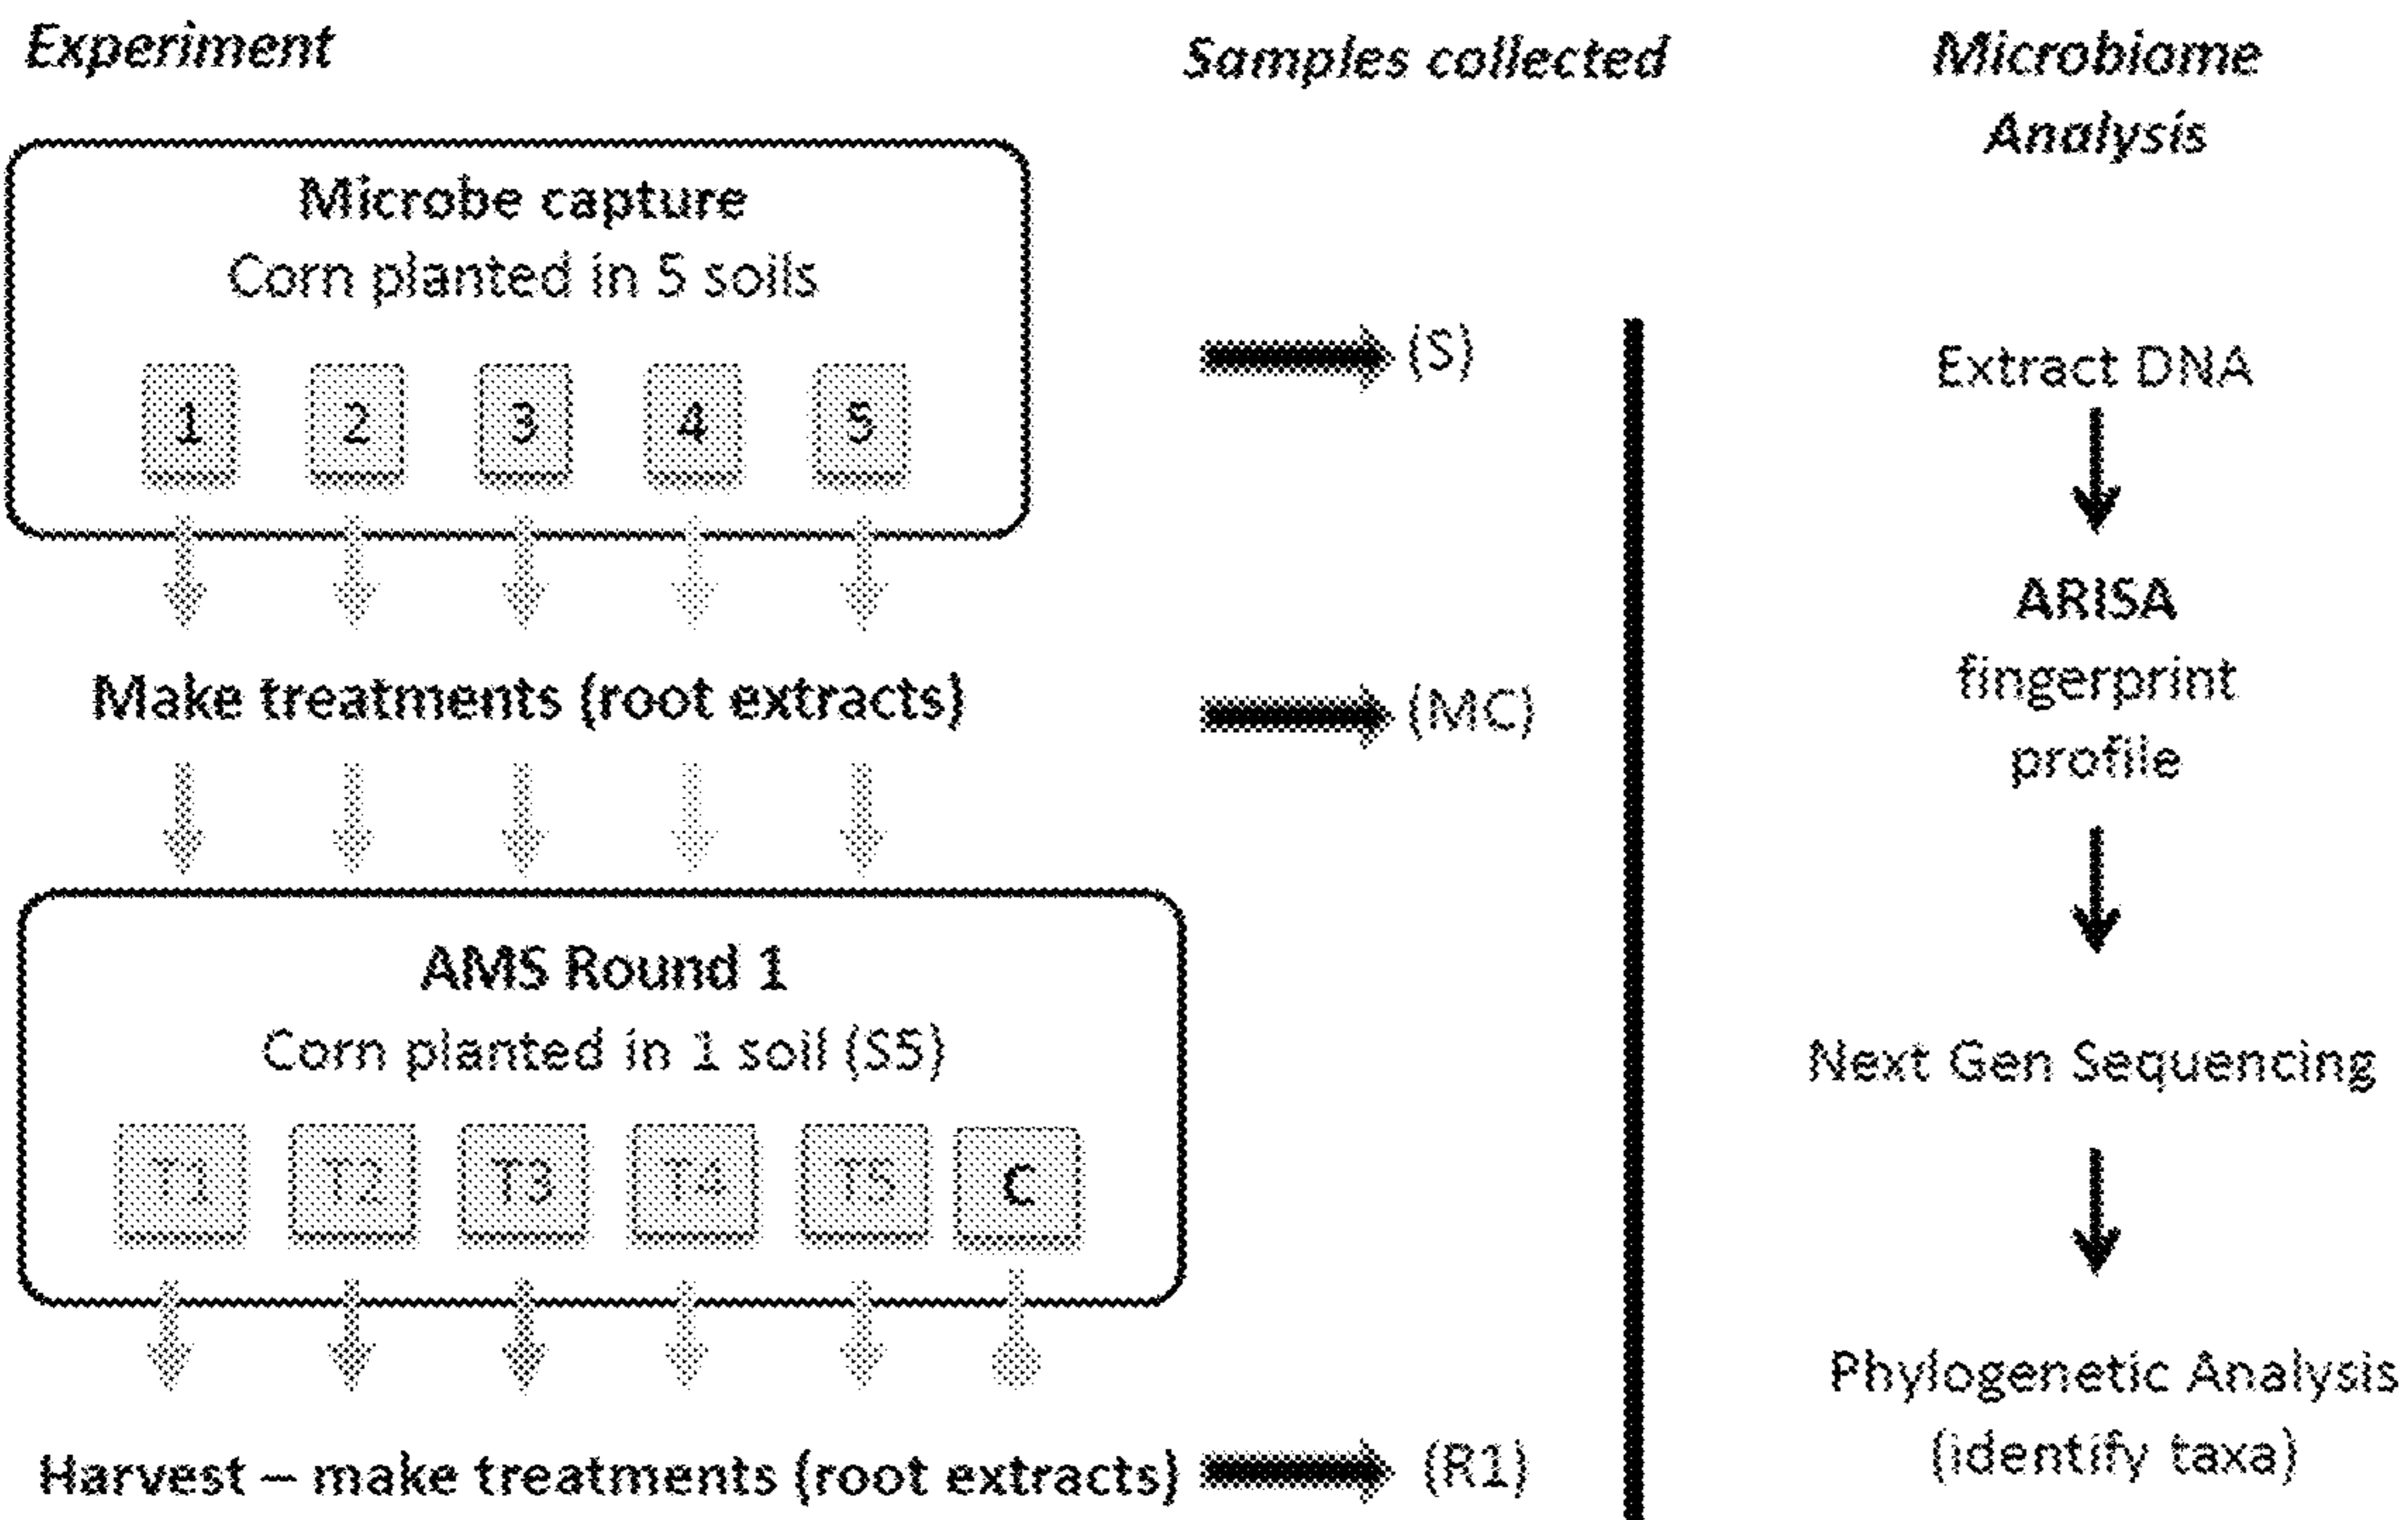 Experiment
Samples collected
Microbiome
Analysis
Microbe capture
Corn planted in 5 soils
1 2 3 4 5
(S)
Extract DNA
ARISA
fingerprint
profile
Make treatments (root extracts)
(MC)
AMS Round 1
Corn planted in 1 soil (S5)
T1 T2 T3 T4 T5 C
Next Gen Sequencing
Phylogenetic Analysis
(identify taxa)
Harvest – make treatments (root extracts)
(R1)